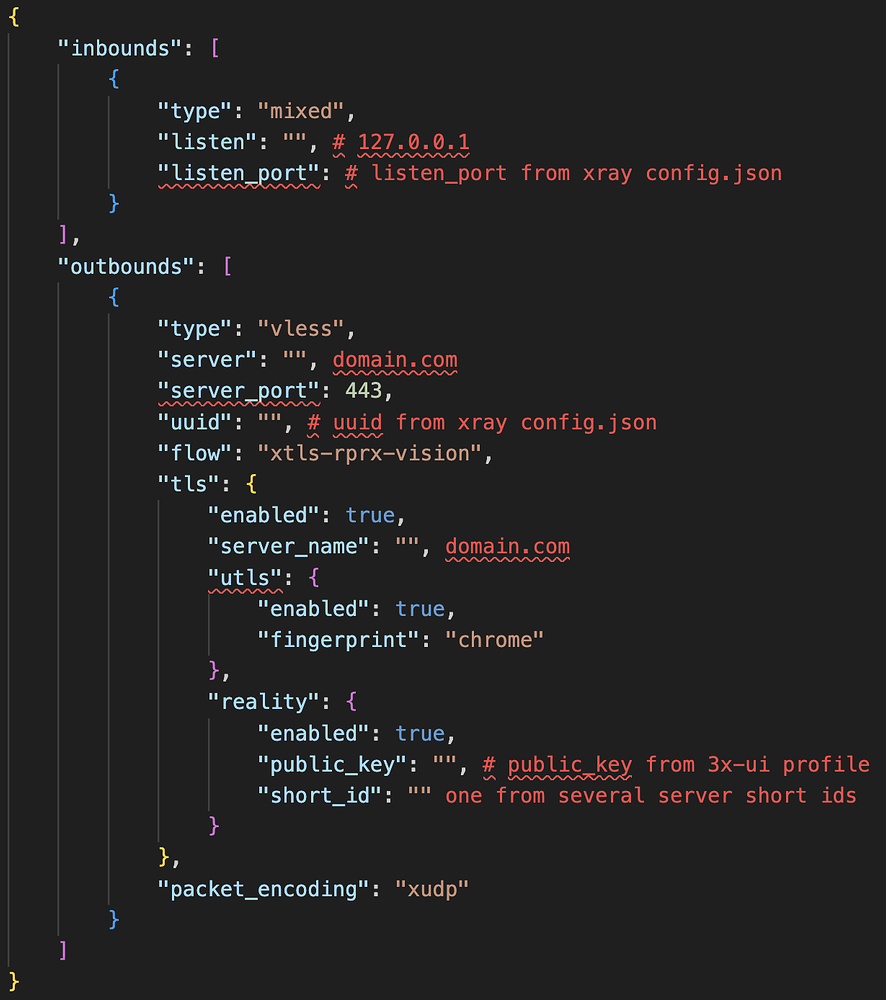 {
    "inbounds": [
        {
            "type": "mixed",
            "listen": "", # 127.0.0.1
            "listen_port": # listen_port from xray config.json
        }
    ],
    "outbounds": [
        {
            "type": "vless",
            "server": "", domain.com
            "server_port": 443,
            "uuid": "", # uuid from xray config.json
            "flow": "xtls-rprx-vision",
            "tls": {
                "enabled": true,
                "server_name": "", domain.com
                "utls": {
                    "enabled": true,
                    "fingerprint": "chrome"
                },
                "reality": {
                    "enabled": true,
                    "public_key": "", # public_key from 3x-ui profile
                    "short_id": "" one from several server short ids
                }
            },
            "packet_encoding": "xudp"
        }
    ]
}